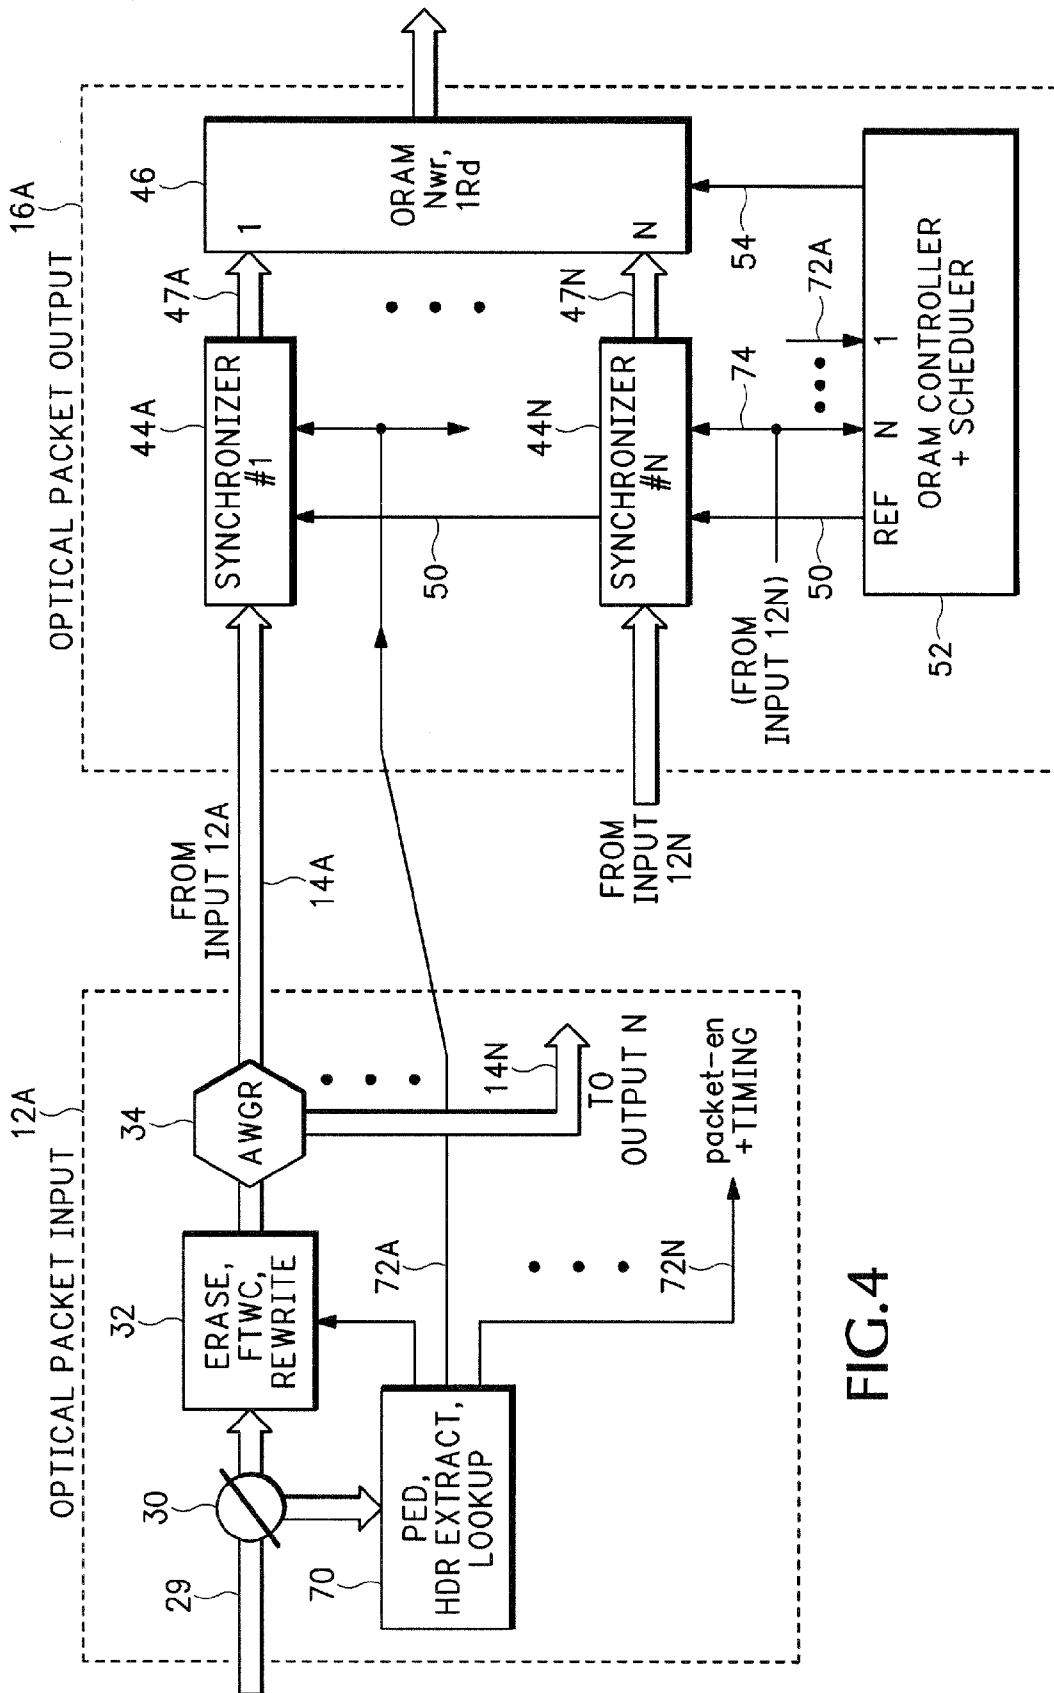 OPTICAL PACKET INPUT
12A
29
30
32
ERASE,
FTWC,
REWRITE
34
AWGR
70
PED,
HDR EXTRACT,
LOOKUP
72A
14N
TO
OUTPUT N
72N
packet-en
+TIMING
FROM
INPUT 12A
14A
OPTICAL PACKET OUTPUT
16A
44A
SYNCHRONIZER
#1
47A
46
1
ORAM
Nwr,
1Rd
N
50
FROM
INPUT
12N
44N
SYNCHRONIZER
#N
47N
(FROM
INPUT 12N)
50
74
72A
54
REF
N
1
ORAM CONTROLLER
+ SCHEDULER
52
FIG.4